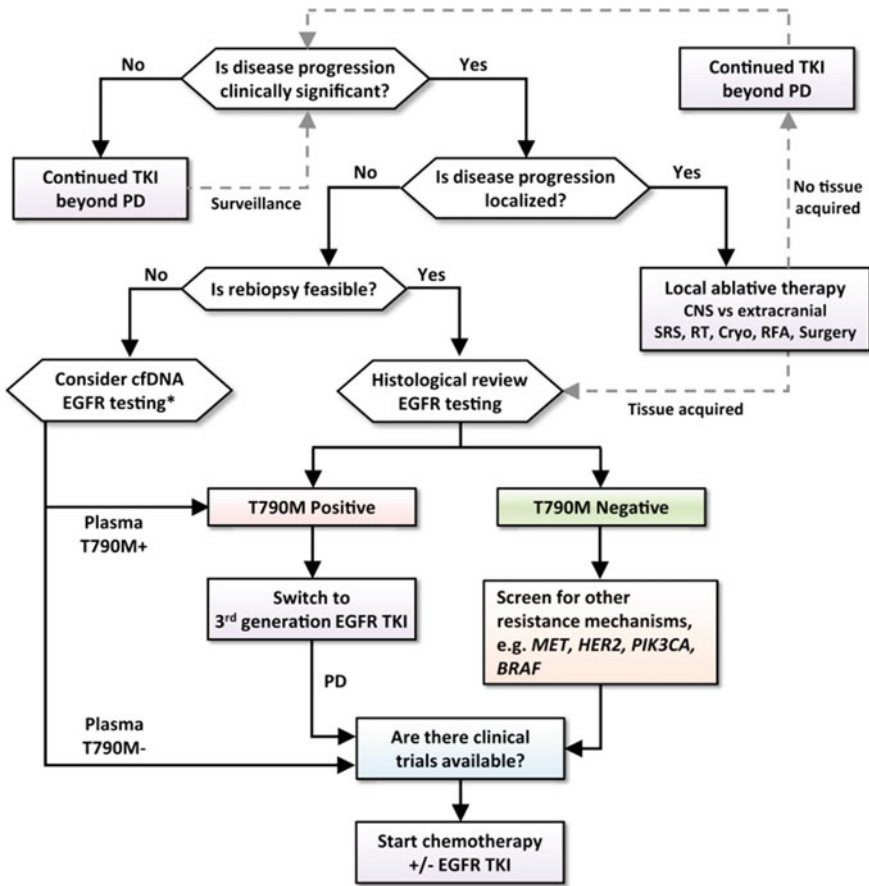 No
Is disease progression
clinically significant?
Yes
Continued TKI
beyond PD
Continued TKI
beyond PD
Surveillance
No
Is disease progression
localized?
Yes
No tissue
acquired
No
Is rebiopsy feasible?
Yes
Local ablative therapy
CNS vs extracranial
SRS, RT, Cryo, RFA, Surgery
Consider cfDNA
EGFR testing*
Histological review
EGFR testing
Tissue acquired
T790M Positive
T790M Negative
Plasma
T790M+
Switch to
3rd generation EGFR TKI
Screen for other
resistance mechanisms,
e.g. MET, HER2, PIK3CA,
BRAF
PD
Plasma
T790M-
Are there clinical
trials available?
Start chemotherapy
+/- EGFR TKI